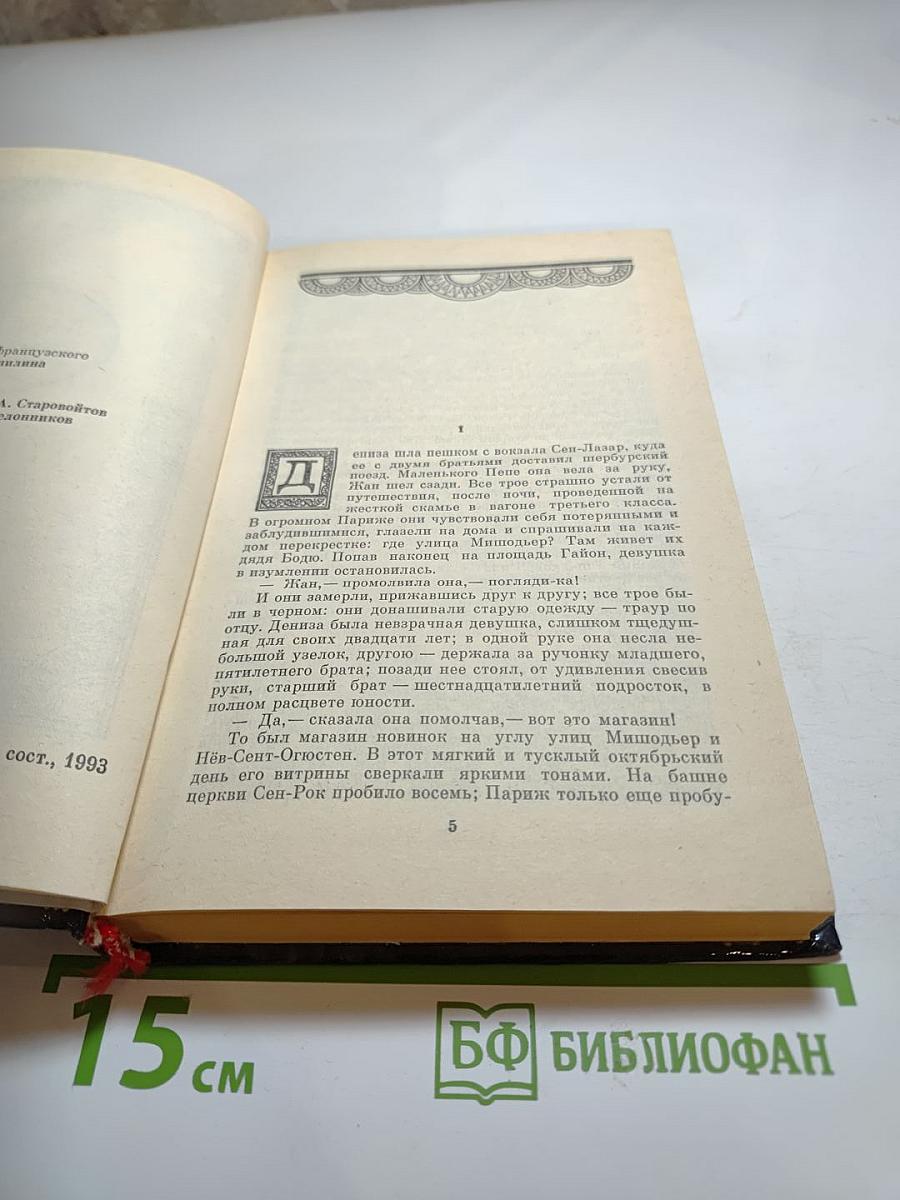 французского
А. Старовойтов
сост., 1993
I
Дениза шла пешком с вокзала Сен-Лазар, куда
ее с двумя братьями доставил шербурский
поезд. Маленького Пепе она вела за руку,
Жан шел сзади. Все трое страшно устали от
путешествия, после ночи, проведенной на
жесткой скамье в вагоне третьего класса.
В огромном Париже они чувствовали себя потерянными и
заблудившимися, глазели на дома и спрашивали на каж-
дом перекрестке: где улица Мишодьер? Там живет их
дядя Бодю. Попав наконец на площадь Гайон, девушка
в изумлении остановилась.
— Жан,— промолвила она,— погляди-ка!
И они замерли, прижавшись друг к другу; все трое бы-
ли в черном: они донашивали старую одежду — траур по
отцу. Дениза была невзрачная девушка, слишком тщедуш-
ная для своих двадцати лет; в одной руке она несла не-
большой узелок, другою — держала за ручонку младшего,
пятилетнего брата; позади нее стоял, от удивления свесив
руки, старший брат — шестнадцатилетний подросток, в
полном расцвете юности.
— Да,— сказала она помолчав,— вот это магазин!
То был магазин новинок на углу улиц Мишодьер и
Нёв-Сент-Огюстен. В этот мягкий и тусклый октябрьский
день его витрины сверкали яркими тонами. На башне
церкви Сен-Рок пробило восемь; Париж только еще пробу-
5
15 см
БФ БИБЛИОФАН